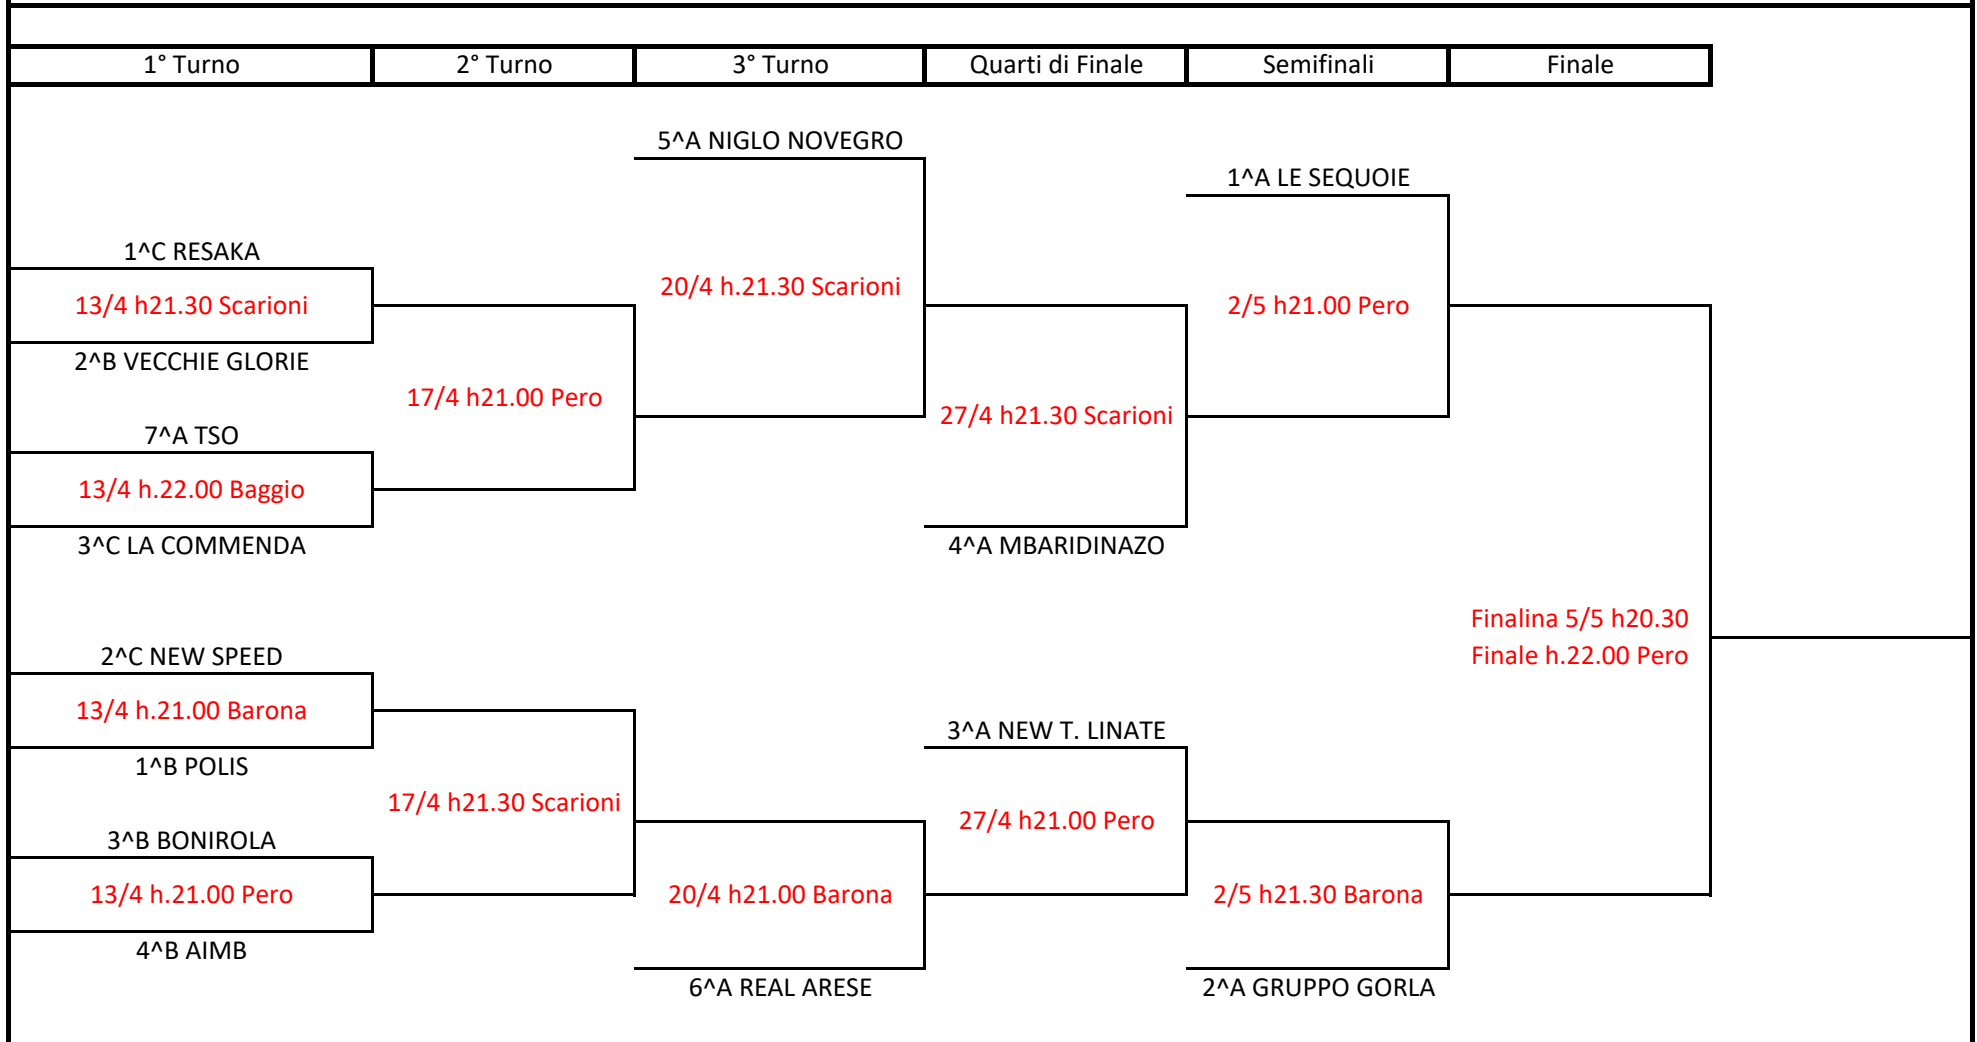 1° Turno
2° Turno
3° Turno
Quarti di Finale
Semifinali
Finale
5^A NIGLO NOVEGRO
1^A LE SEQUOIE
1^C RESAKA
20/4 h.21.30 Scarioni
13/4 h21.30 Scarioni
2/5 h21.00 Pero
2^B VECCHIE GLORIE
17/4 h21.00 Pero
27/4 h21.30 Scarioni
7^A TSO
13/4 h.22.00 Baggio
3^C LA COMMENDA
4^A MBARIDINAZO
Finalina 5/5 h20.30
Finale h.22.00 Pero
2^C NEW SPEED
13/4 h.21.00 Barona
3^A NEW T. LINATE
1^B POLIS
17/4 h21.30 Scarioni
27/4 h21.00 Pero
3^B BONIROLA
13/4 h.21.00 Pero
20/4 h21.00 Barona
2/5 h21.30 Barona
4^B AIMB
6^A REAL ARESE
2^A GRUPPO GORLA